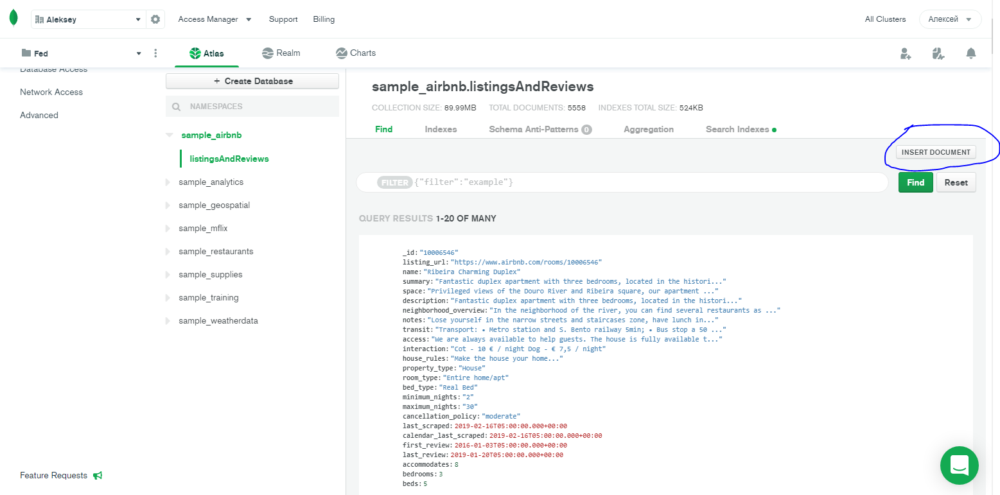 Aleksey Access Manager Support Billing All Clusters Алексей
Fed Atlas Realm Charts
Database Access
Network Access
Advanced
Feature Requests
+ Create Database
NAMESPACES
sample_airbnb
listingsAndReviews
sample_analytics
sample_geospatial
sample_mflix
sample_restaurants
sample_supplies
sample_training
sample_weatherdata
sample_airbnb.listingsAndReviews
COLLECTION SIZE: 89.99MB TOTAL DOCUMENTS: 5558 INDEXES TOTAL SIZE: 524KB
Find Indexes Schema Anti-Patterns 0 Aggregation Search Indexes
INSERT DOCUMENT
FILTER {"filter":"example"} Find Reset
QUERY RESULTS 1-20 OF MANY
_id: "10006546"
listing_url: "https://www.airbnb.com/rooms/10006546"
name: "Ribeira Charming Duplex"
summary: "Fantastic duplex apartment with three bedrooms, located in the histori..."
space: "Privileged views of the Douro River and Ribeira square, our apartment ..."
description: "Fantastic duplex apartment with three bedrooms, located in the histori..."
neighborhood_overview: "In the neighborhood of the river, you can find several restaurants as ..."
notes: "Lose yourself in the narrow streets and staircases zone, have lunch in..."
transit: "Transport: • Metro station and S. Bento railway 5min; • Bus stop a 50 ..."
access: "We are always available to help guests. The house is fully available t..."
interaction: "Cot - 10 € / night Dog - € 7,5 / night"
house_rules: "Make the house your home..."
property_type: "House"
room_type: "Entire home/apt"
bed_type: "Real Bed"
minimum_nights: "2"
maximum_nights: "30"
cancellation_policy: "moderate"
last_scraped: 2019-02-16T05:00:00.000+00:00
calendar_last_scraped: 2019-02-16T05:00:00.000+00:00
first_review: 2016-01-03T05:00:00.000+00:00
last_review: 2019-01-20T05:00:00.000+00:00
accommodates: 8
bedrooms: 3
beds: 5